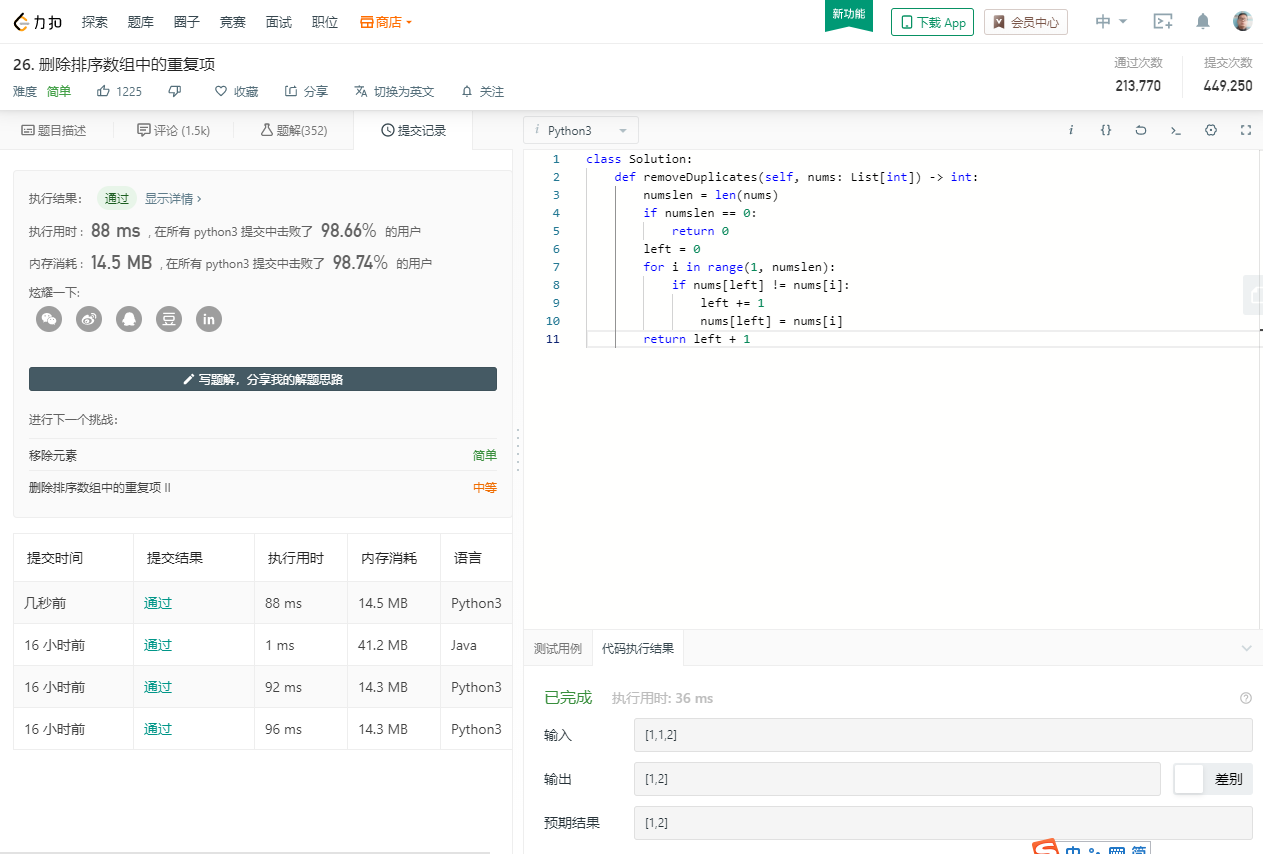 力扣 探索 题库 圈子 竞赛 面试 职位 商店 新功能 下载 App 会员中心 中
26. 删除排序数组中的重复项
难度 简单 1225 收藏 分享 切换为英文 关注
通过次数 提交次数
213,770 449,250
题目描述 评论 (1.5k) 题解(352) 提交记录
执行结果： 通过 显示详情 ›
执行用时 : 88 ms , 在所有 python3 提交中击败了 98.66% 的用户
内存消耗 : 14.5 MB , 在所有 python3 提交中击败了 98.74% 的用户
炫耀一下:
豆 in
写题解，分享我的解题思路
进行下一个挑战：
移除元素 简单
删除排序数组中的重复项 II 中等
提交时间 提交结果 执行用时 内存消耗 语言
几秒前 通过 88 ms 14.5 MB Python3
16 小时前 通过 1 ms 41.2 MB Java
16 小时前 通过 92 ms 14.3 MB Python3
16 小时前 通过 96 ms 14.3 MB Python3
i Python3 i {}
1 class Solution:
2 def removeDuplicates(self, nums: List[int]) -> int:
3 numslen = len(nums)
4 if numslen == 0:
5 return 0
6 left = 0
7 for i in range(1, numslen):
8 if nums[left] != nums[i]:
9 left += 1
10 nums[left] = nums[i]
11 return left + 1
测试用例 代码执行结果
已完成 执行用时: 36 ms
输入 [1,1,2]
输出 [1,2] 差别
预期结果 [1,2]
S 中 简